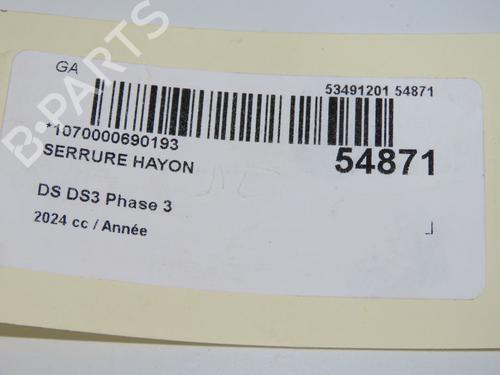 GA
53491201 54871
*1070000690193
SERRURE HAYON
54871
DS DS3 Phase 3
2024 cc / Année
B-PARTS